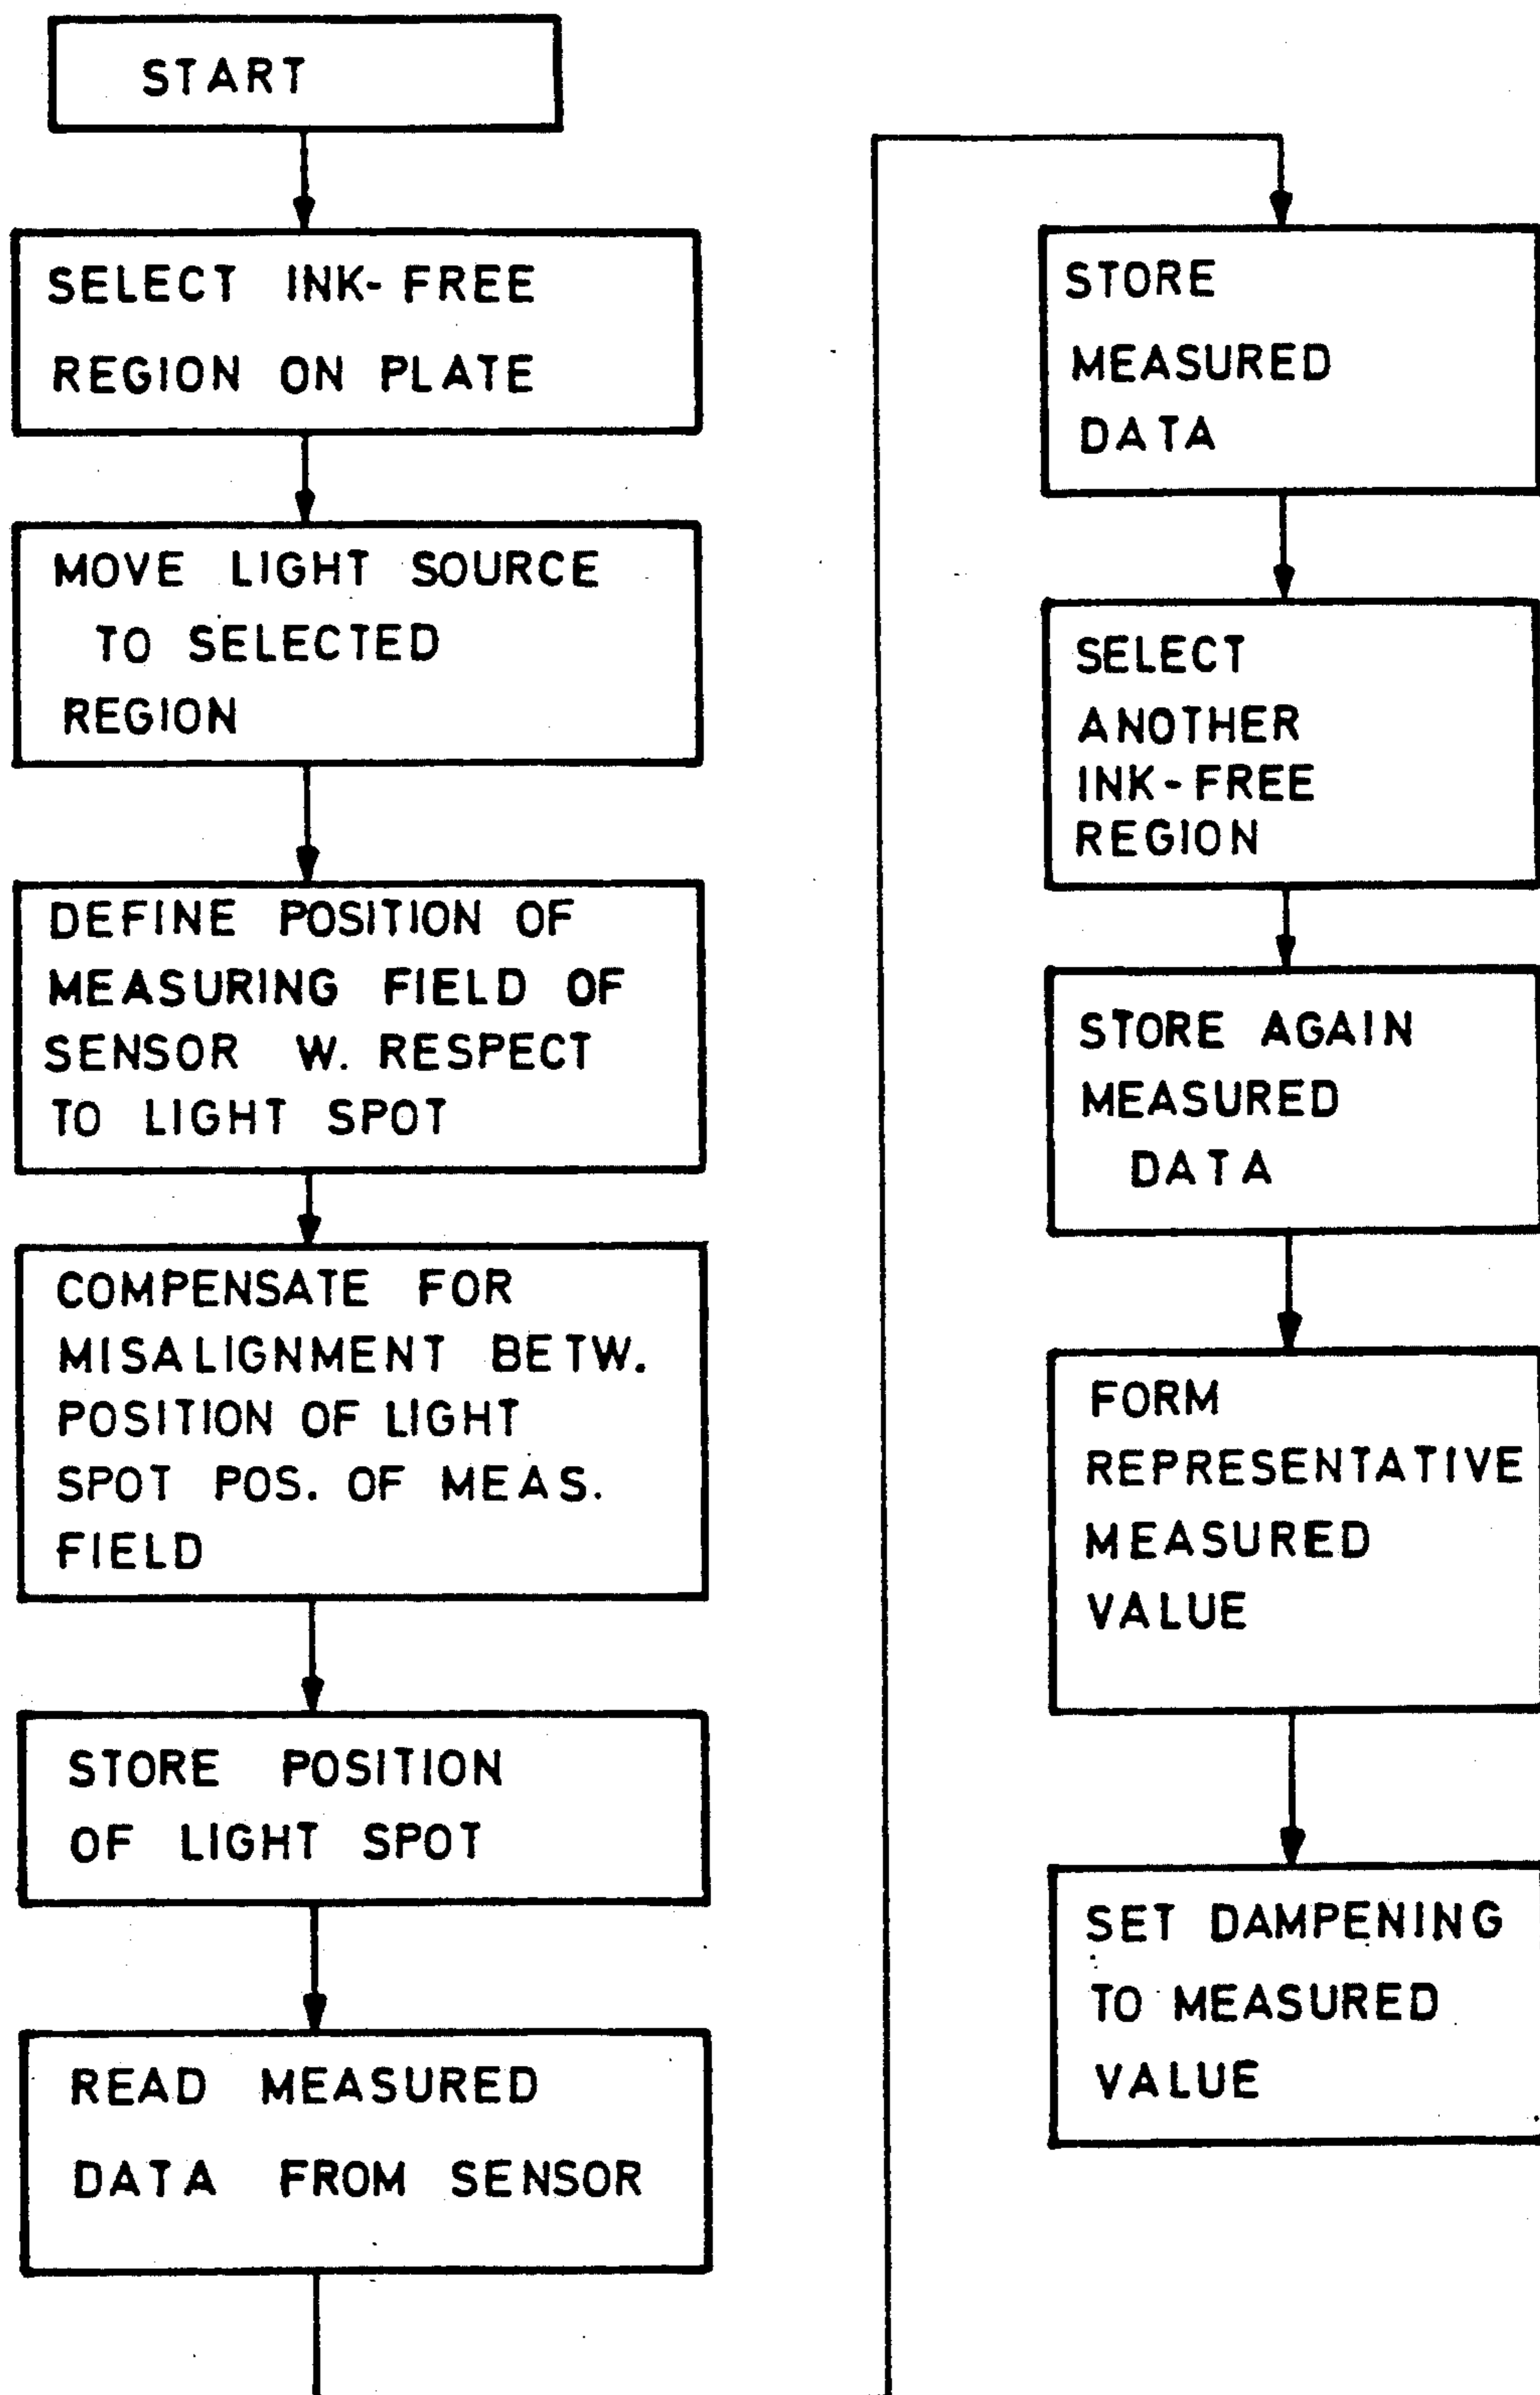 START
SELECT INK-FREE
REGION ON PLATE
MOVE LIGHT SOURCE
TO SELECTED
REGION
DEFINE POSITION OF
MEASURING FIELD OF
SENSOR W. RESPECT
TO LIGHT SPOT
COMPENSATE FOR
MISALIGNMENT BETW.
POSITION OF LIGHT
SPOT POS. OF MEAS.
FIELD
STORE POSITION
OF LIGHT SPOT
READ MEASURED
DATA FROM SENSOR
STORE
MEASURED
DATA
SELECT
ANOTHER
INK-FREE
REGION
STORE AGAIN
MEASURED
DATA
FORM
REPRESENTATIVE
MEASURED
VALUE
SET DAMPENING
TO MEASURED
VALUE